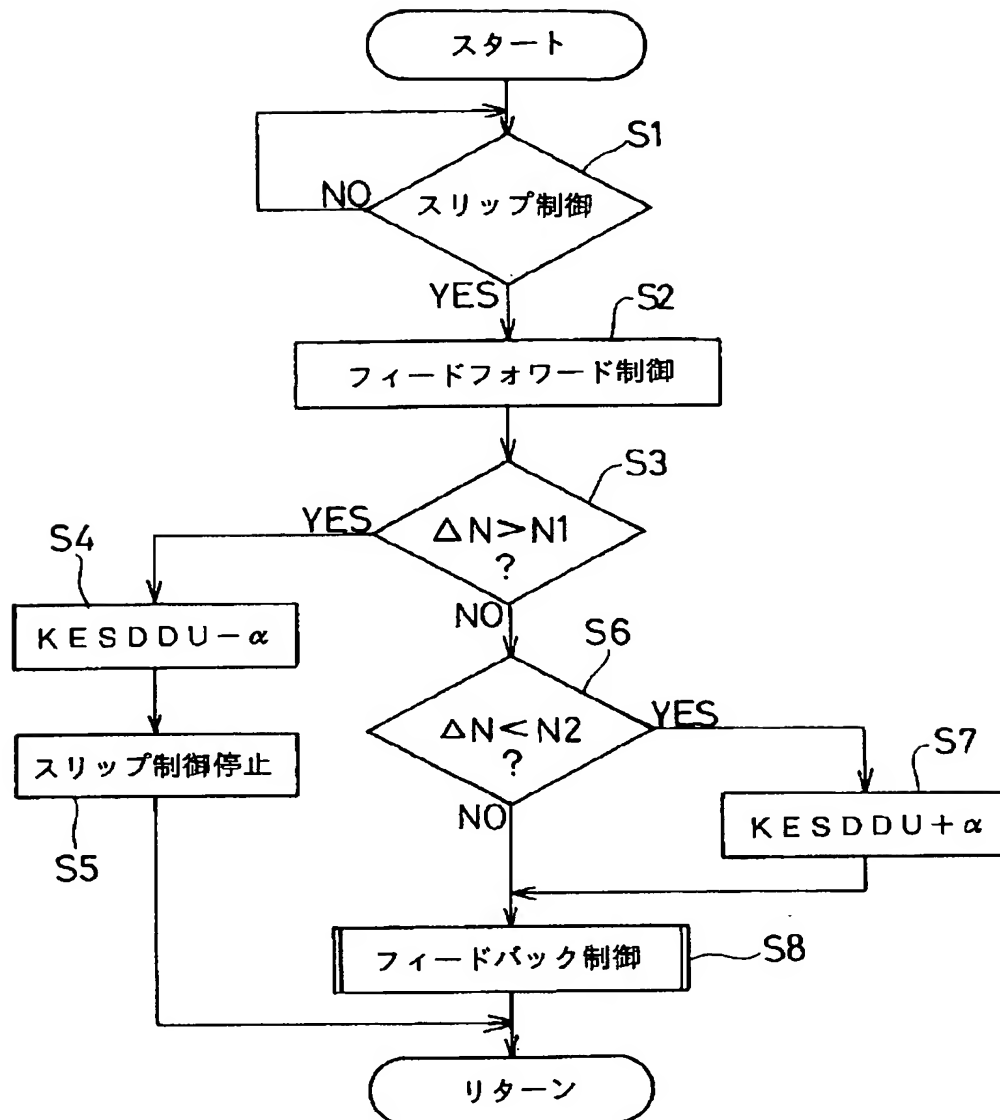 スタート
S1
NO
スリップ制御
YES
S2
フィードフォワード制御
S3
YES
△N>N1
?
S4
NO
KESDDU-α
S6
YES
△N<N2
?
S7
スリップ制御停止
NO
KESDDU+α
S5
フィードバック制御
S8
リターン